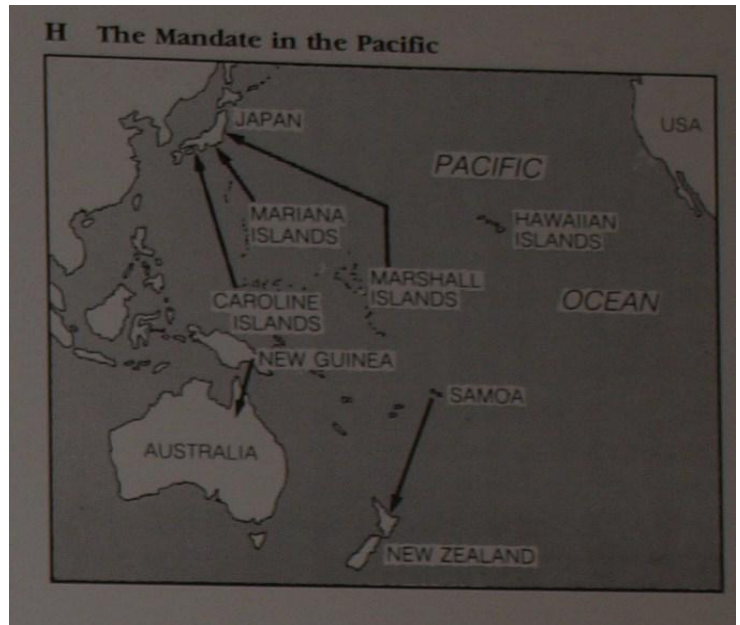 H The Mandate in the Pacific
JAPAN
USA
PACIFIC
MARIANA
ISLANDS
HAWAIIAN
ISLANDS
MARSHALL
ISLANDS
CAROLINE
ISLANDS
OCEAN
NEW GUINEA
SAMOA
AUSTRALIA
NEW ZEALAND